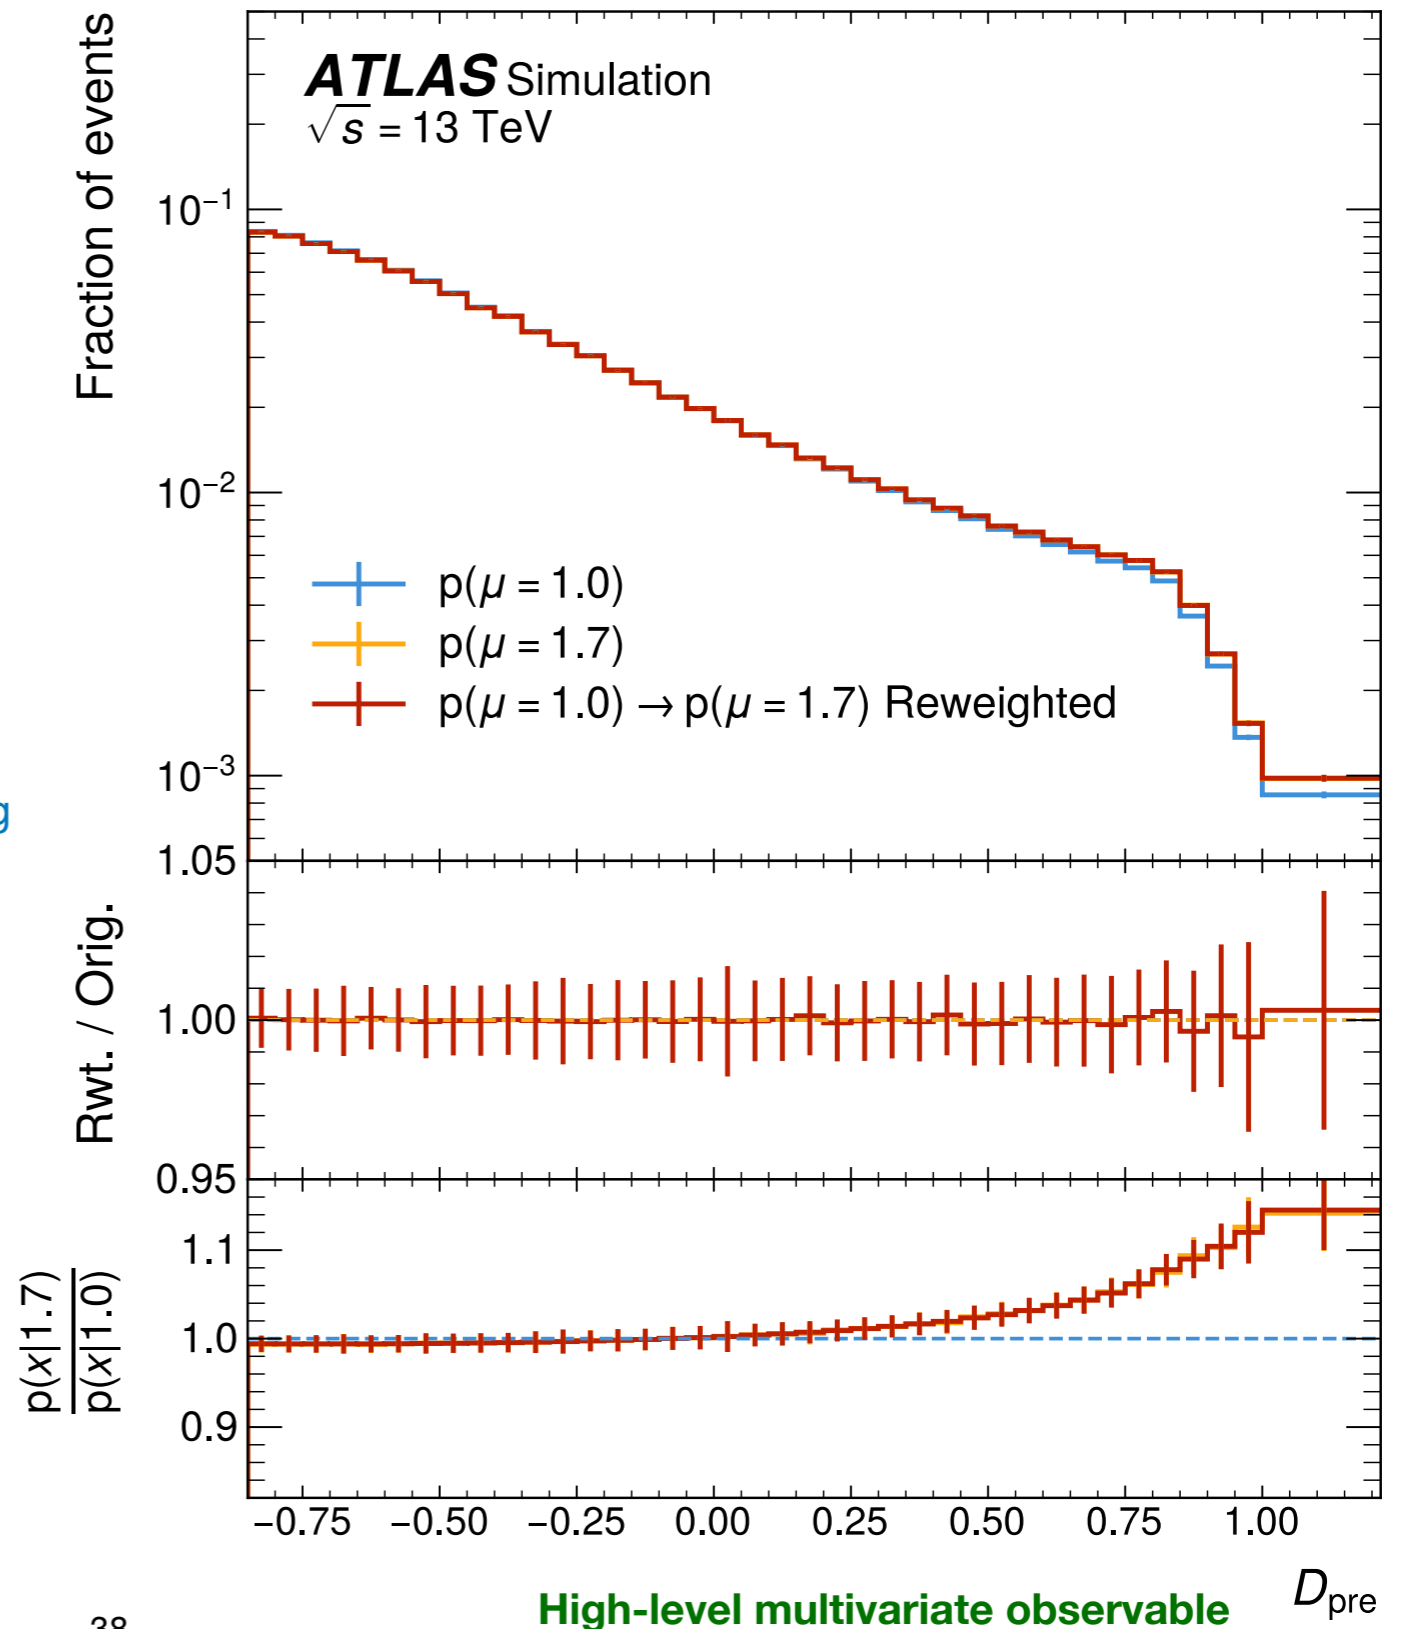 Fraction of events
ATLAS Simulation
√s = 13 TeV
10⁻¹
10⁻²
p(μ = 1.0)
p(μ = 1.7)
p(μ = 1.0) → p(μ = 1.7) Reweighted
10⁻³
g
1.05
Rwt. / Orig.
1.00
0.95
p(x|1.7)
p(x|1.0)
1.1
1.0
0.9
−0.75 −0.50 −0.25 0.00 0.25 0.50 0.75 1.00
D_pre
High-level multivariate observable
38